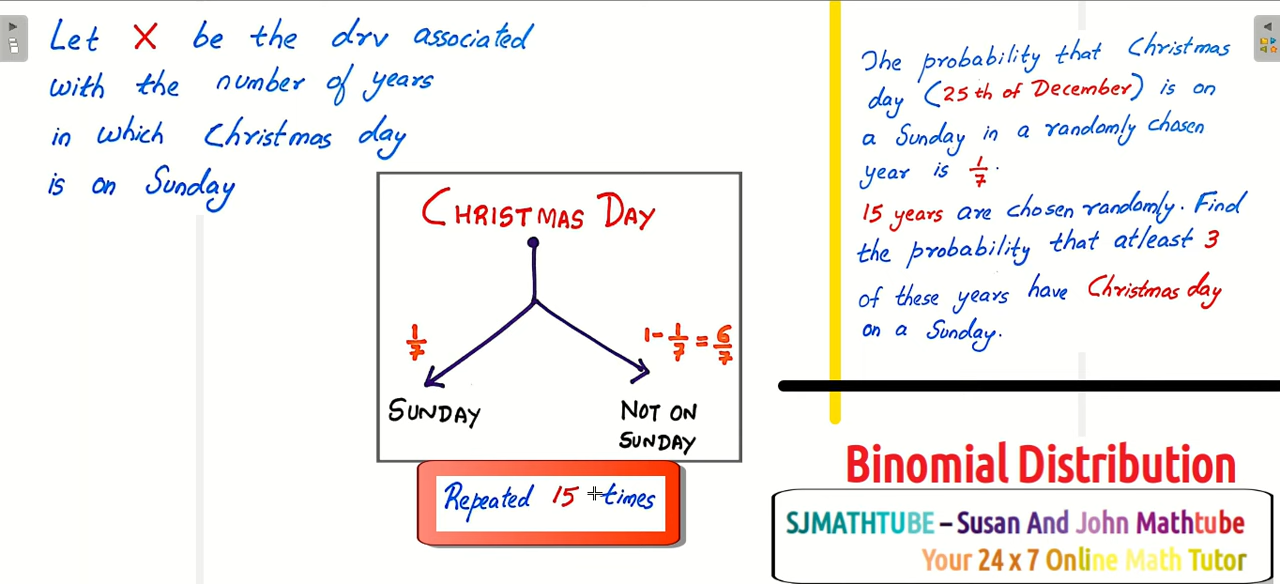 Let X be the drv associated
with the number of years
in which Christmas day
is on Sunday
CHRISTMAS DAY
1/7
1 - 1/7 = 6/7
SUNDAY
NOT ON
SUNDAY
Repeated 15 times
The probability that Christmas
day (25th of December) is on
a Sunday in a randomly chosen
year is 1/7.
15 years are chosen randomly. Find
the probability that atleast 3
of these years have Christmas day
on a Sunday.
Binomial Distribution
SJMATHTUBE – Susan And John Mathtube
Your 24 x 7 Online Math Tutor